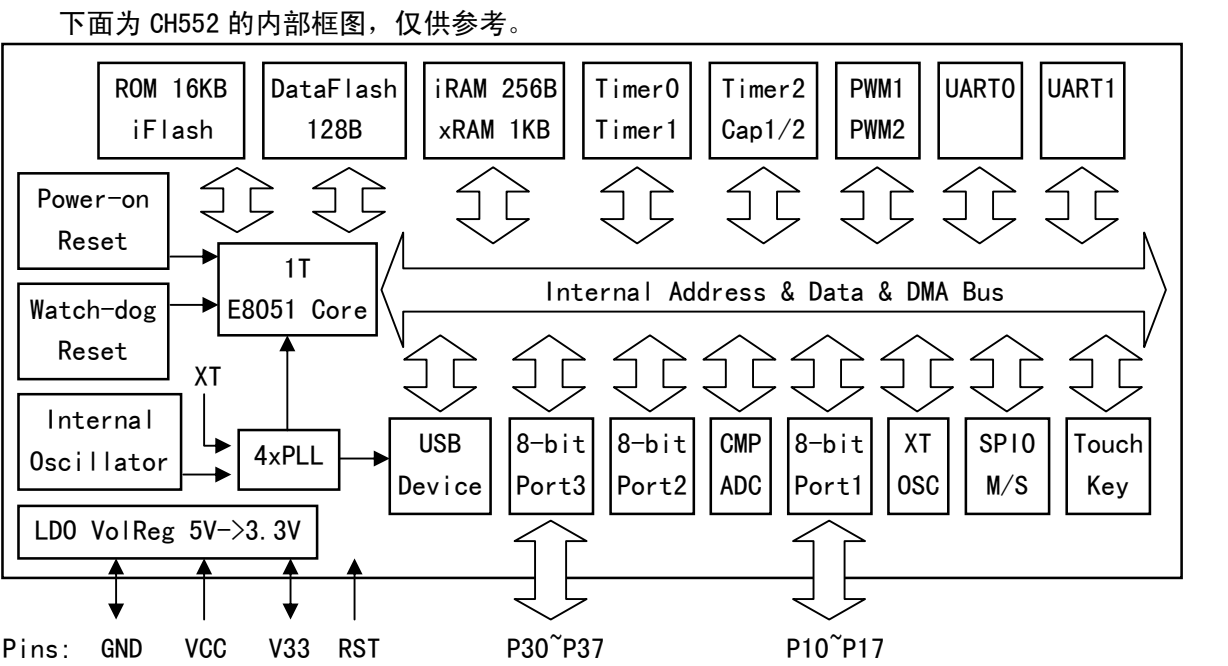 下面为 CH552 的内部框图，仅供参考。
ROM 16KB
iFlash
DataFlash
128B
iRAM 256B
xRAM 1KB
Timer0
Timer1
Timer2
Cap1/2
PWM1
PWM2
UART0
UART1
Power-on
Reset
1T
E8051 Core
Internal Address & Data & DMA Bus
Watch-dog
Reset
XT
Internal
Oscillator
4xPLL
USB
Device
8-bit
Port3
8-bit
Port2
CMP
ADC
8-bit
Port1
XT
OSC
SPI0
M/S
Touch
Key
LDO VolReg 5V->3.3V
Pins: GND VCC V33 RST P30~P37 P10~P17